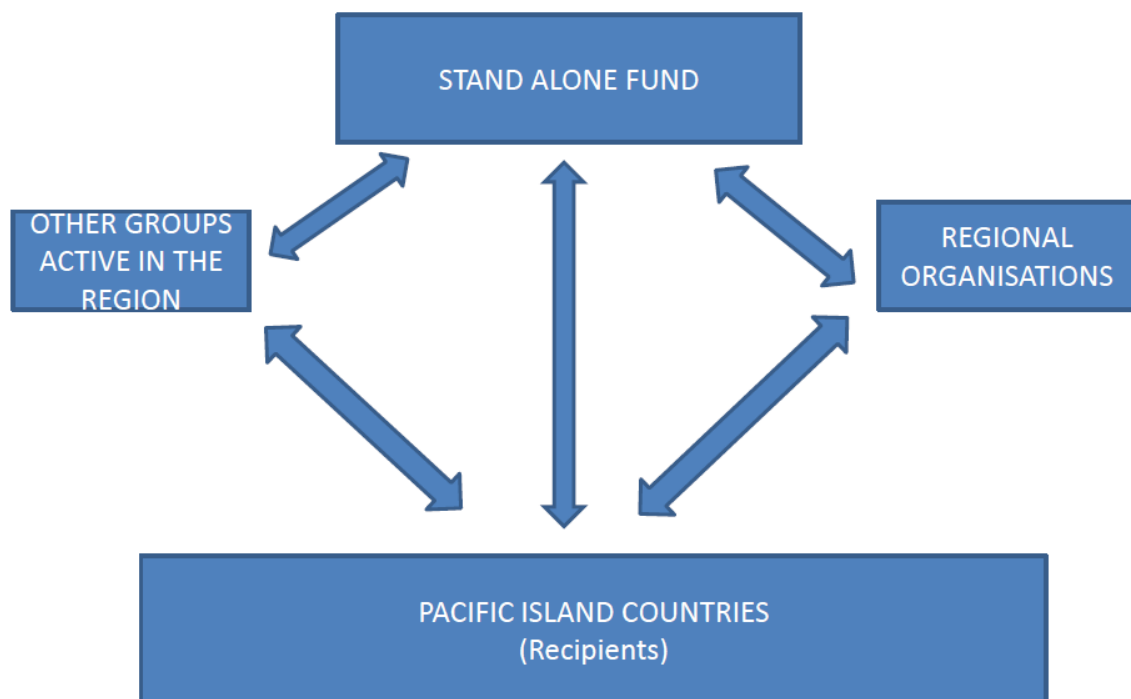 STAND ALONE FUND
OTHER GROUPS
ACTIVE IN THE
REGION
REGIONAL
ORGANISATIONS
PACIFIC ISLAND COUNTRIES
(Recipients)